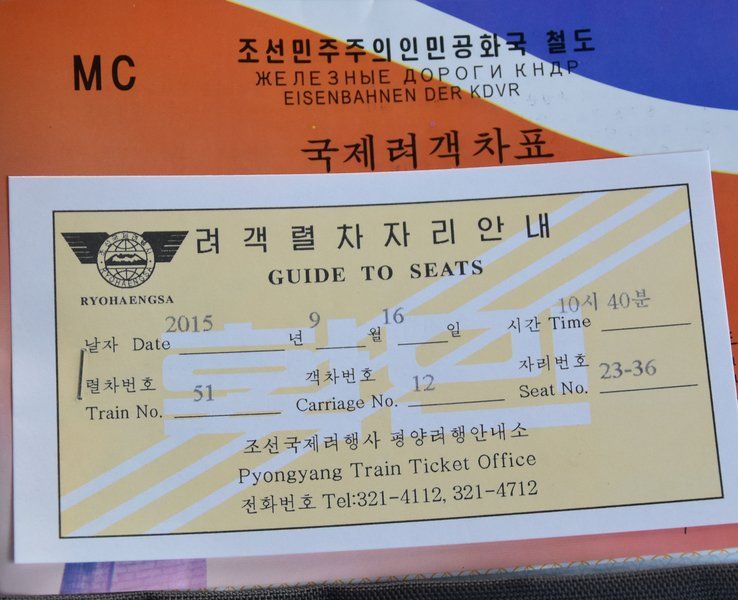 MC
조선민주주의인민공화국 철도
ЖЕЛЕЗНЫЕ ДОРОГИ КНДР
EISENBAHNEN DER KDVR
국제려객차표
려객렬차자리안내
GUIDE TO SEATS
RYOHAENGSA
RYOHAENGSA
날자 Date 2015 년 9 월 16 일 시간 Time 10시 40분
렬차번호 객차번호 자리번호
Train No. 51 Carriage No. 12 Seat No. 23-36
확인
조선국제려행사 평양려행안내소
Pyongyang Train Ticket Office
전화번호 Tel:321-4112, 321-4712